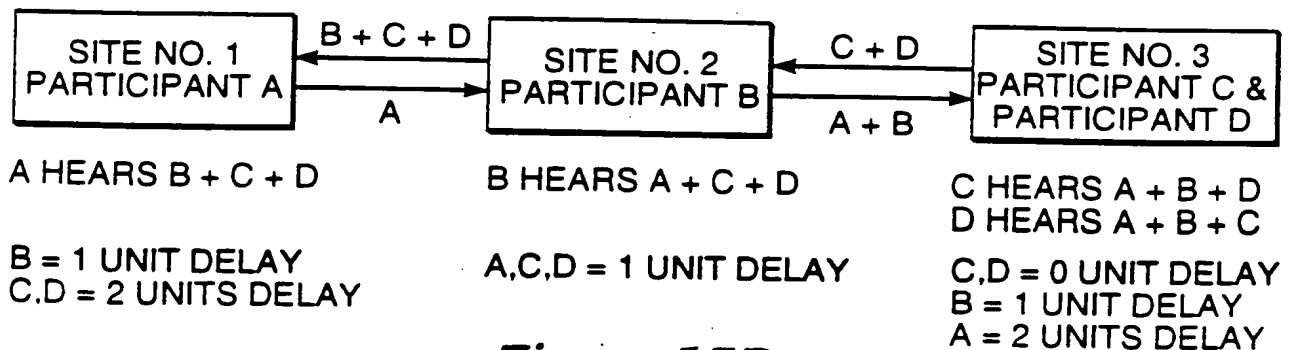 SITE NO. 1
PARTICIPANT A
B + C + D
A
SITE NO. 2
PARTICIPANT B
C + D
A + B
SITE NO. 3
PARTICIPANT C &
PARTICIPANT D
A HEARS B + C + D
B = 1 UNIT DELAY
C,D = 2 UNITS DELAY
B HEARS A + C + D
A,C,D = 1 UNIT DELAY
C HEARS A + B + D
D HEARS A + B + C
C,D = 0 UNIT DELAY
B = 1 UNIT DELAY
A = 2 UNITS DELAY